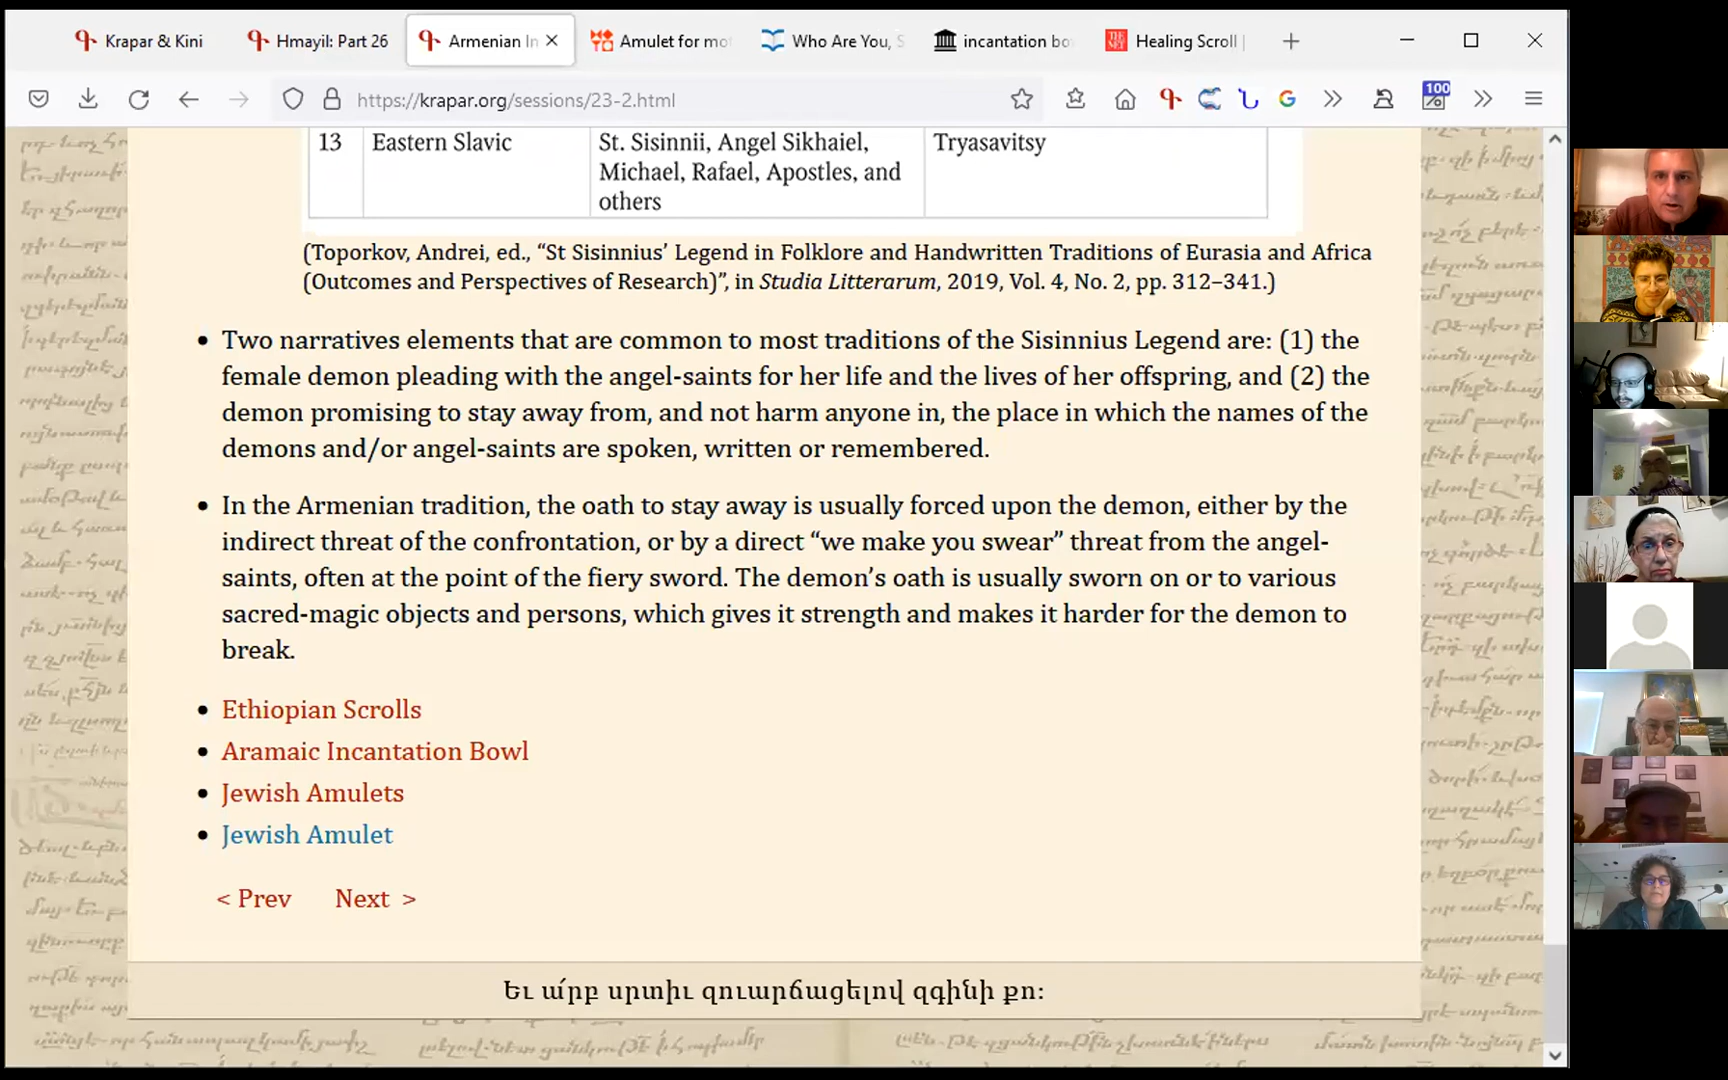 Krapar & Kini
Hmayil: Part 26
Armenian In
Amulet for mot
Who Are You, S
incantation bo
Healing Scroll |
https://krapar.org/sessions/23-2.html
100
13 Eastern Slavic St. Sisinnii, Angel Sikhaiel, Tryasavitsy
Michael, Rafael, Apostles, and
others
(Toporkov, Andrei, ed., “St Sisinnius’ Legend in Folklore and Handwritten Traditions of Eurasia and Africa
(Outcomes and Perspectives of Research)”, in Studia Litterarum, 2019, Vol. 4, No. 2, pp. 312–341.)
• Two narratives elements that are common to most traditions of the Sisinnius Legend are: (1) the
female demon pleading with the angel-saints for her life and the lives of her offspring, and (2) the
demon promising to stay away from, and not harm anyone in, the place in which the names of the
demons and/or angel-saints are spoken, written or remembered.
• In the Armenian tradition, the oath to stay away is usually forced upon the demon, either by the
indirect threat of the confrontation, or by a direct “we make you swear” threat from the angel-
saints, often at the point of the fiery sword. The demon’s oath is usually sworn on or to various
sacred-magic objects and persons, which gives it strength and makes it harder for the demon to
break.
• Ethiopian Scrolls
• Aramaic Incantation Bowl
• Jewish Amulets
• Jewish Amulet
< Prev Next >
Եւ ա՛րբ սրտիւ զուարճացելով զգինի քո։